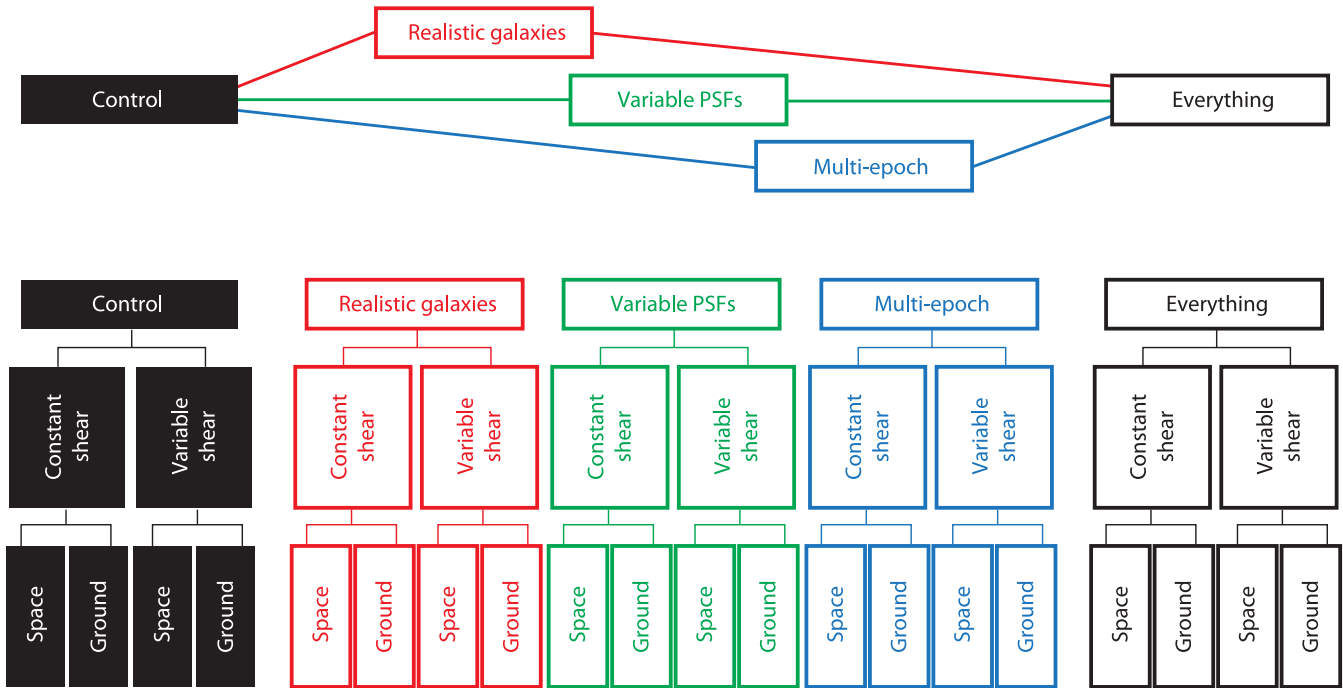 Realistic galaxies
Control
Variable PSFs
Everything
Multi-epoch
Control
Realistic galaxies
Variable PSFs
Multi-epoch
Everything
Constant
shear
Variable
shear
Constant
shear
Variable
shear
Constant
shear
Variable
shear
Constant
shear
Variable
shear
Constant
shear
Variable
shear
Space
Ground
Space
Ground
Space
Ground
Space
Ground
Space
Ground
Space
Ground
Space
Ground
Space
Ground
Space
Ground
Space
Ground